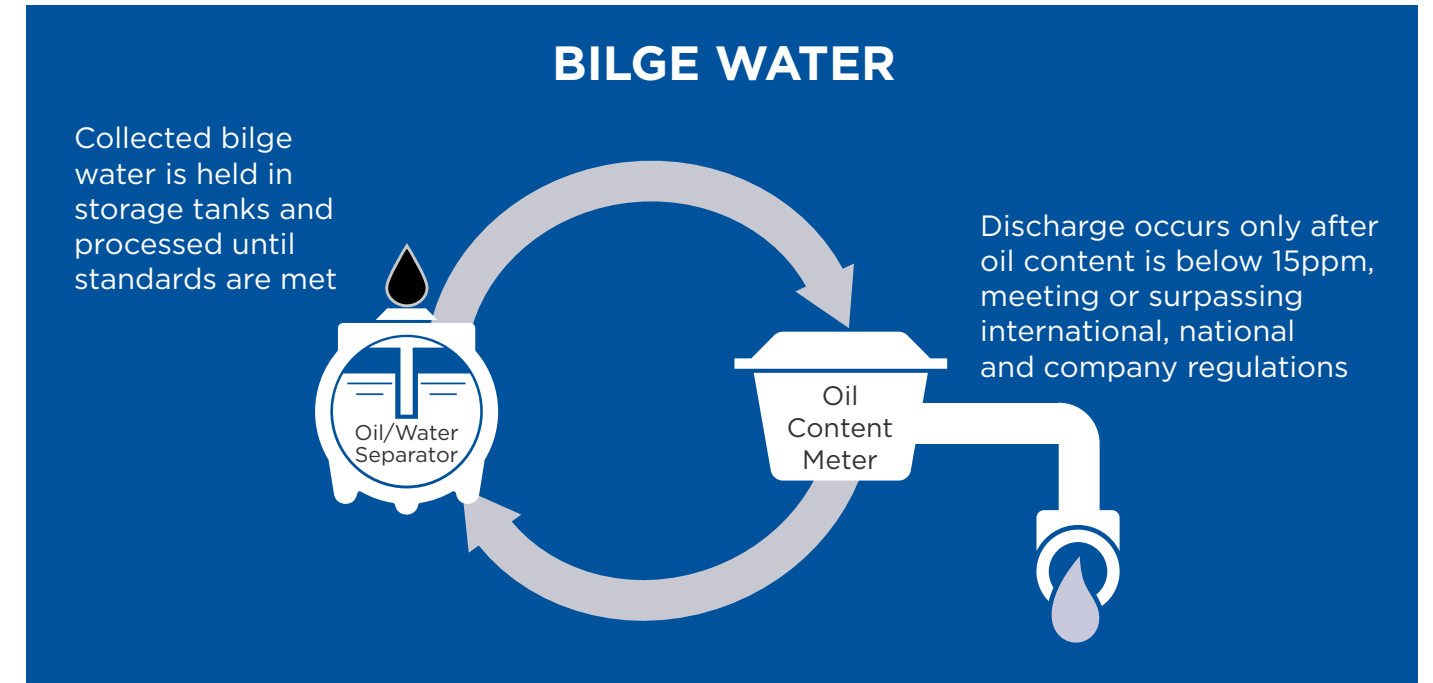 BILGE WATER
Collected bilge
water is held in
storage tanks and
processed until
standards are met
Discharge occurs only after
oil content is below 15ppm,
meeting or surpassing
international, national
and company regulations
Oil/Water
Separator
Oil
Content
Meter